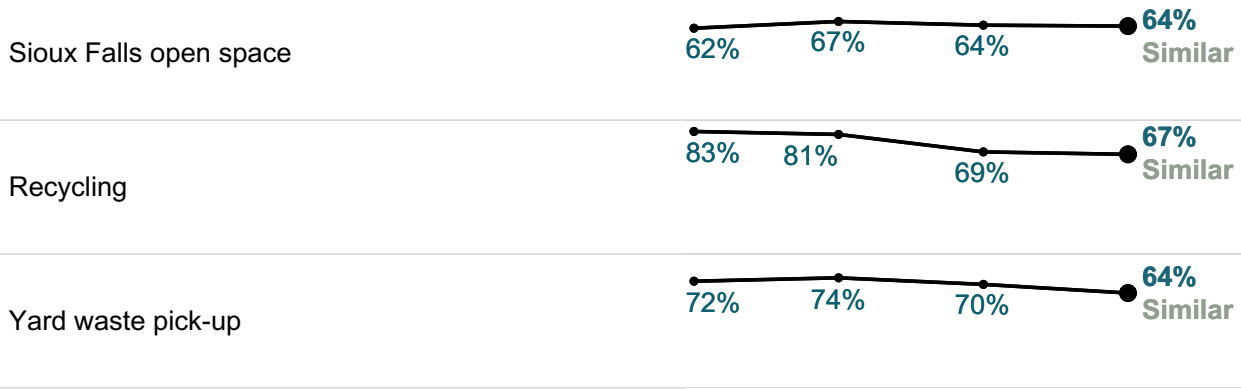 Sioux Falls open space
62% 67% 64% 64%
Similar
Recycling
83% 81% 69% 67%
Similar
Yard waste pick-up
72% 74% 70% 64%
Similar